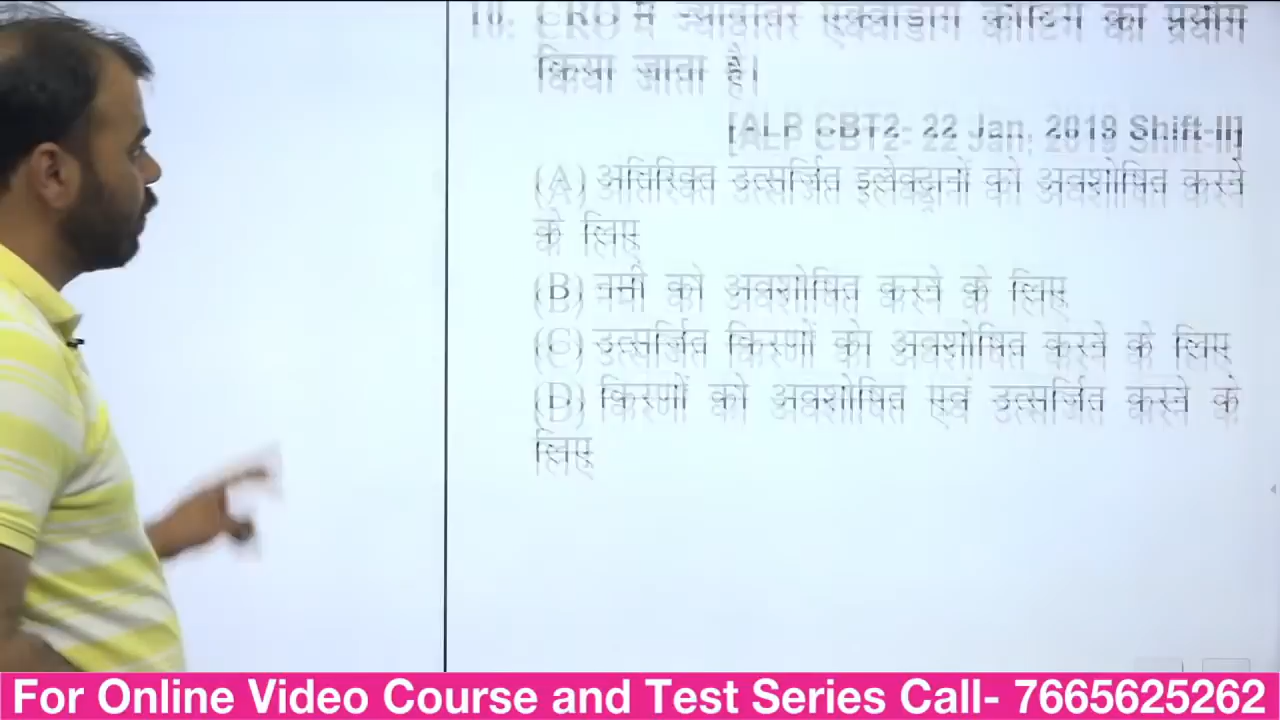 10. CRO में ज्यादातर एक्वाडाग कोटिंग का प्रयोग
किया जाता है।
[ALP CBT2- 22 Jan, 2019 Shift-II]
(A) अतिरिक्त उत्सर्जित इलेक्ट्रानों को अवशोषित करने
के लिए
(B) नमी को अवशोषित करने के लिए
(C) उत्सर्जित किरणों को अवशोषित करने के लिए
(D) किरणों को अवशोषित एवं उत्सर्जित करने के
लिए
For Online Video Course and Test Series Call- 7665625262